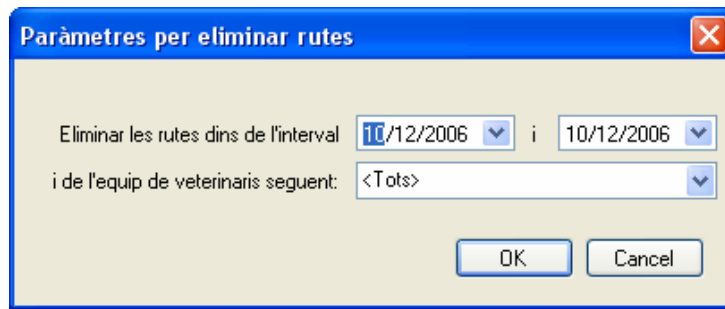 Paràmetres per eliminar rutes
Eliminar les rutes dins de l'interval 10/12/2006 i 10/12/2006
i de l'equip de veterinaris seguent: <Tots>
OK Cancel